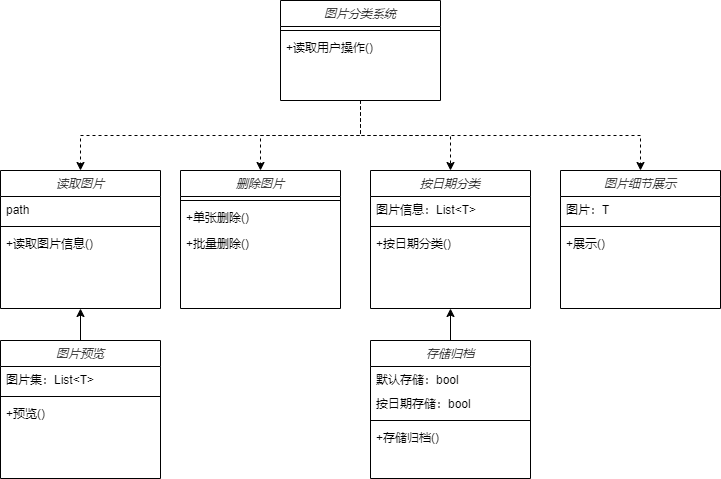 图片分类系统
+读取用户操作()
读取图片
path
+读取图片信息()
删除图片
+单张删除()
+批量删除()
按日期分类
图片信息：List<T>
+按日期分类()
图片细节展示
图片：T
+展示()
图片预览
图片集：List<T>
+预览()
存储归档
默认存储：bool
按日期存储：bool
+存储归档()